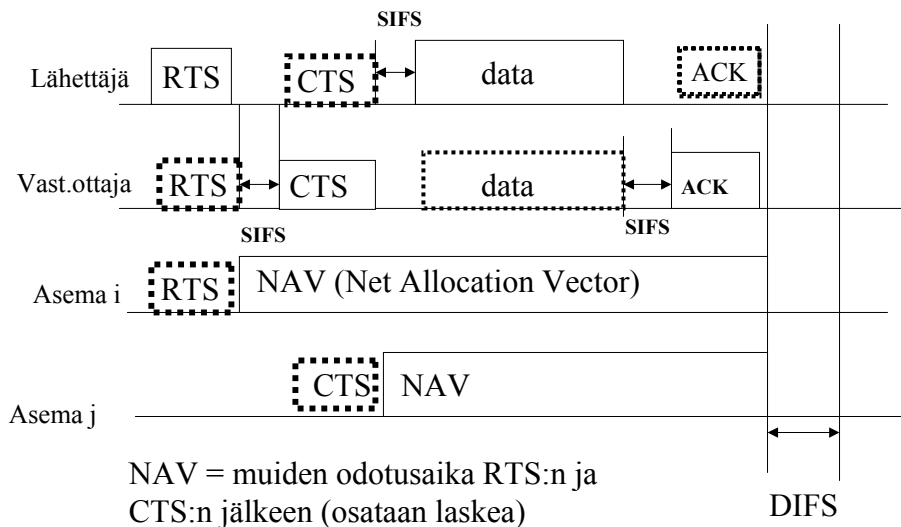 SIFS
Lähettäjä RTS CTS data ACK
Vast.ottaja RTS CTS data ACK
SIFS SIFS
Asema i RTS NAV (Net Allocation Vector)
Asema j CTS NAV
NAV = muiden odotusaika RTS:n ja
CTS:n jälkeen (osataan laskea)
DIFS